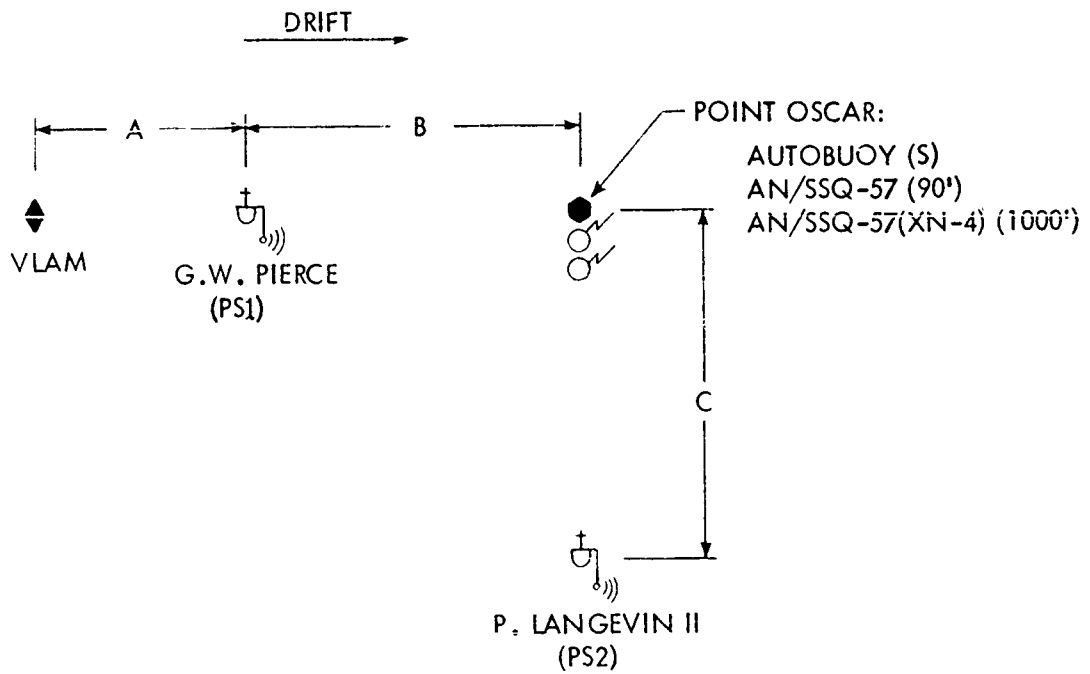 DRIFT
A
B
POINT OSCAR:
AUTOBUOY (S)
AN/SSQ-57 (90')
AN/SSQ-57(XN-4) (1000')
VLAM
G.W. PIERCE
(PS1)
C
P. LANGEVIN II
(PS2)